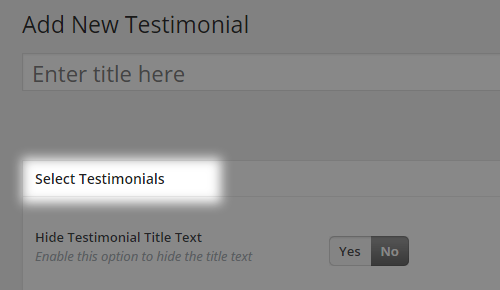 Add New Testimonial
Enter title here
Select Testimonials
Hide Testimonial Title Text
Enable this option to hide the title text
Yes No